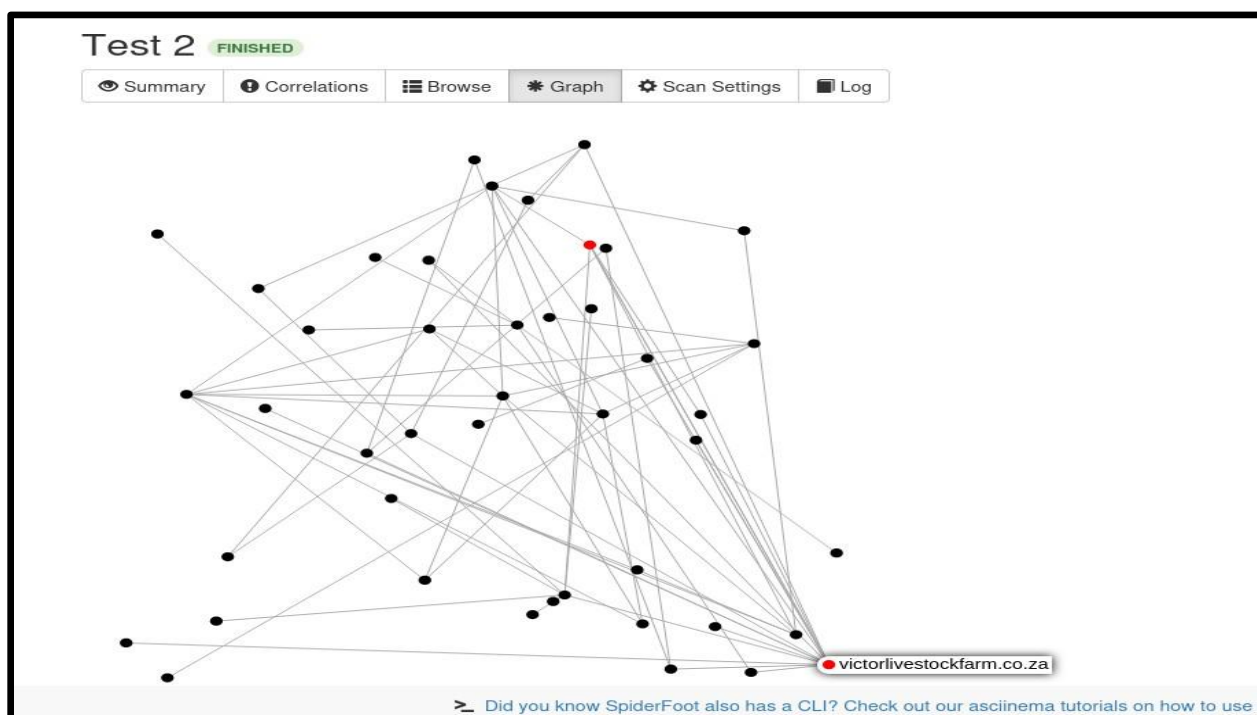 Test 2 FINISHED
Summary Correlations Browse Graph Scan Settings Log
victorlivestockfarm.co.za
>_ Did you know SpiderFoot also has a CLI? Check out our asciinema tutorials on how to use